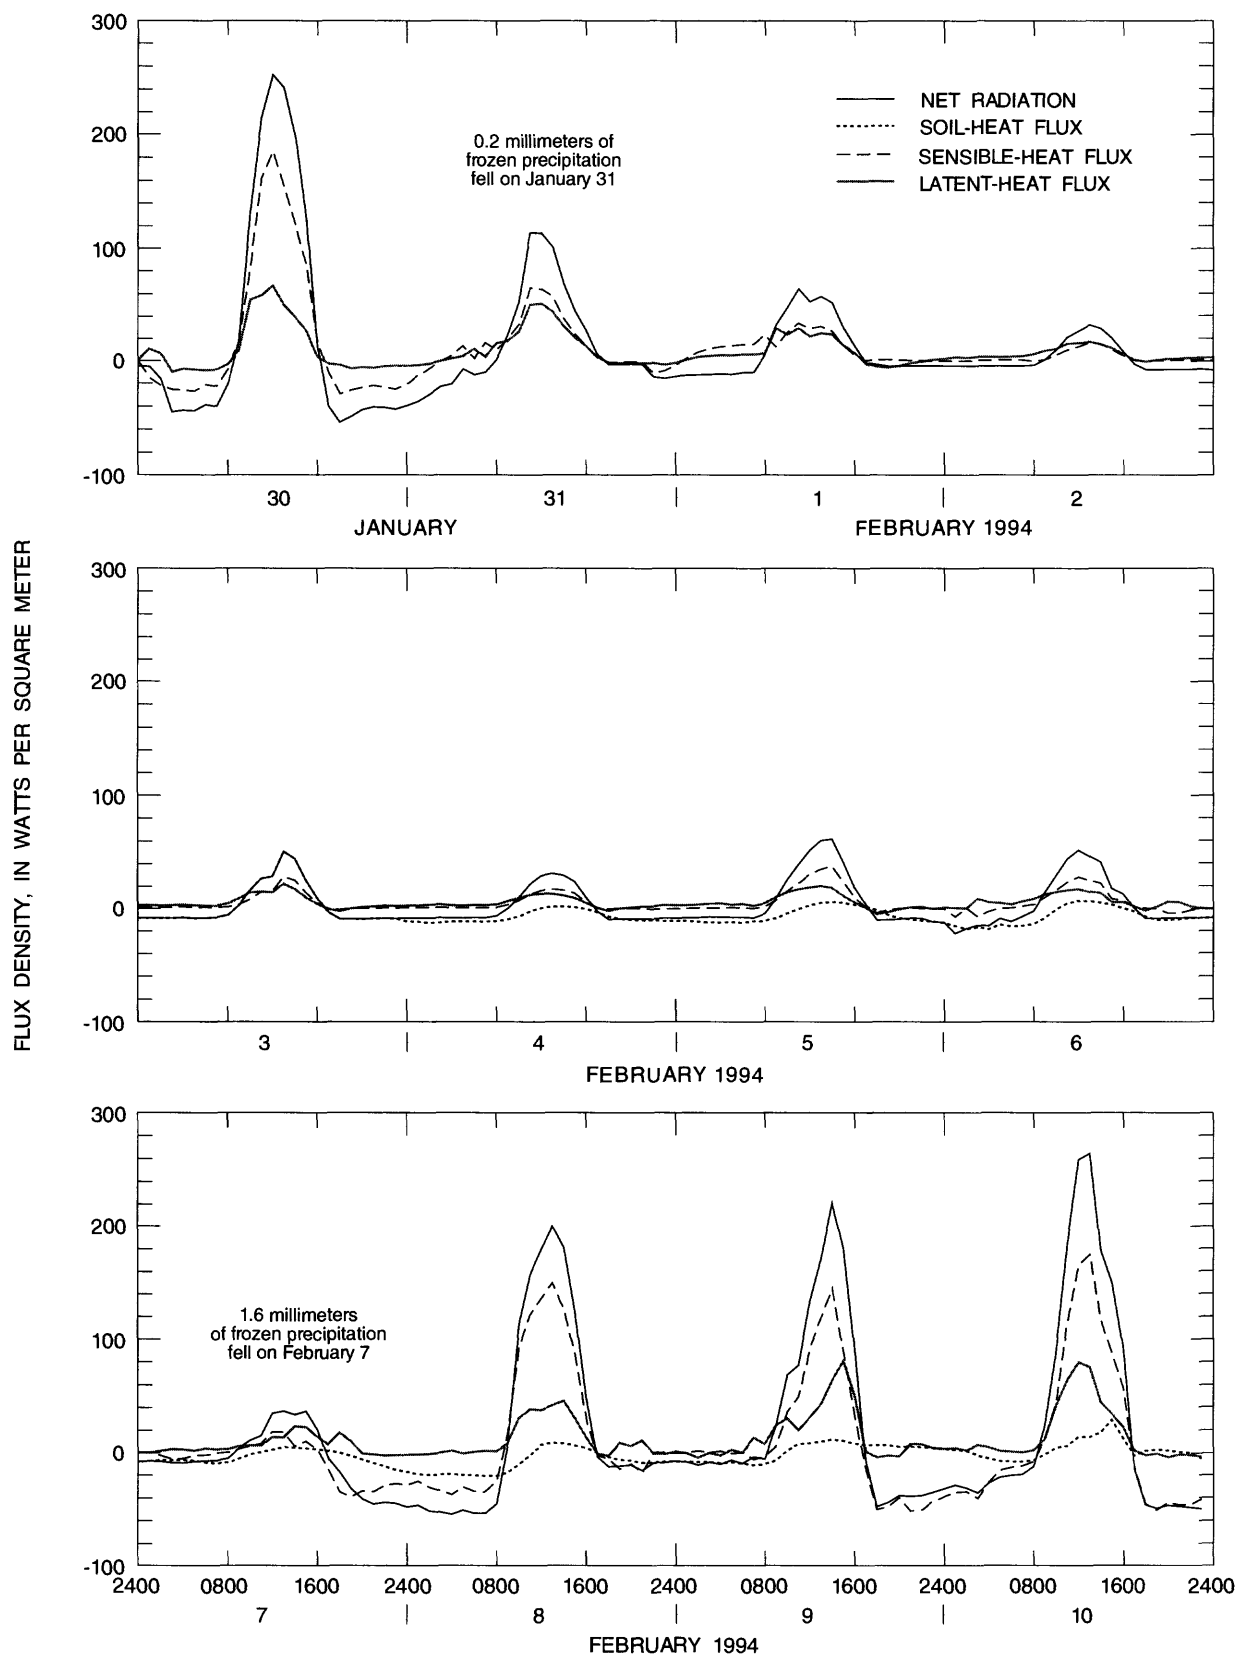 FLUX DENSITY, IN WATTS PER SQUARE METER
300
200
100
0
-100
0.2 millimeters of
frozen precipitation
fell on January 31
NET RADIATION
SOIL-HEAT FLUX
SENSIBLE-HEAT FLUX
LATENT-HEAT FLUX
30 31 1 2
JANUARY FEBRUARY 1994
300
200
100
0
-100
3 4 5 6
FEBRUARY 1994
300
200
100
0
-100
1.6 millimeters
of frozen precipitation
fell on February 7
2400 0800 1600 2400 0800 1600 2400 0800 1600 2400 0800 1600 2400
7 8 9 10
FEBRUARY 1994